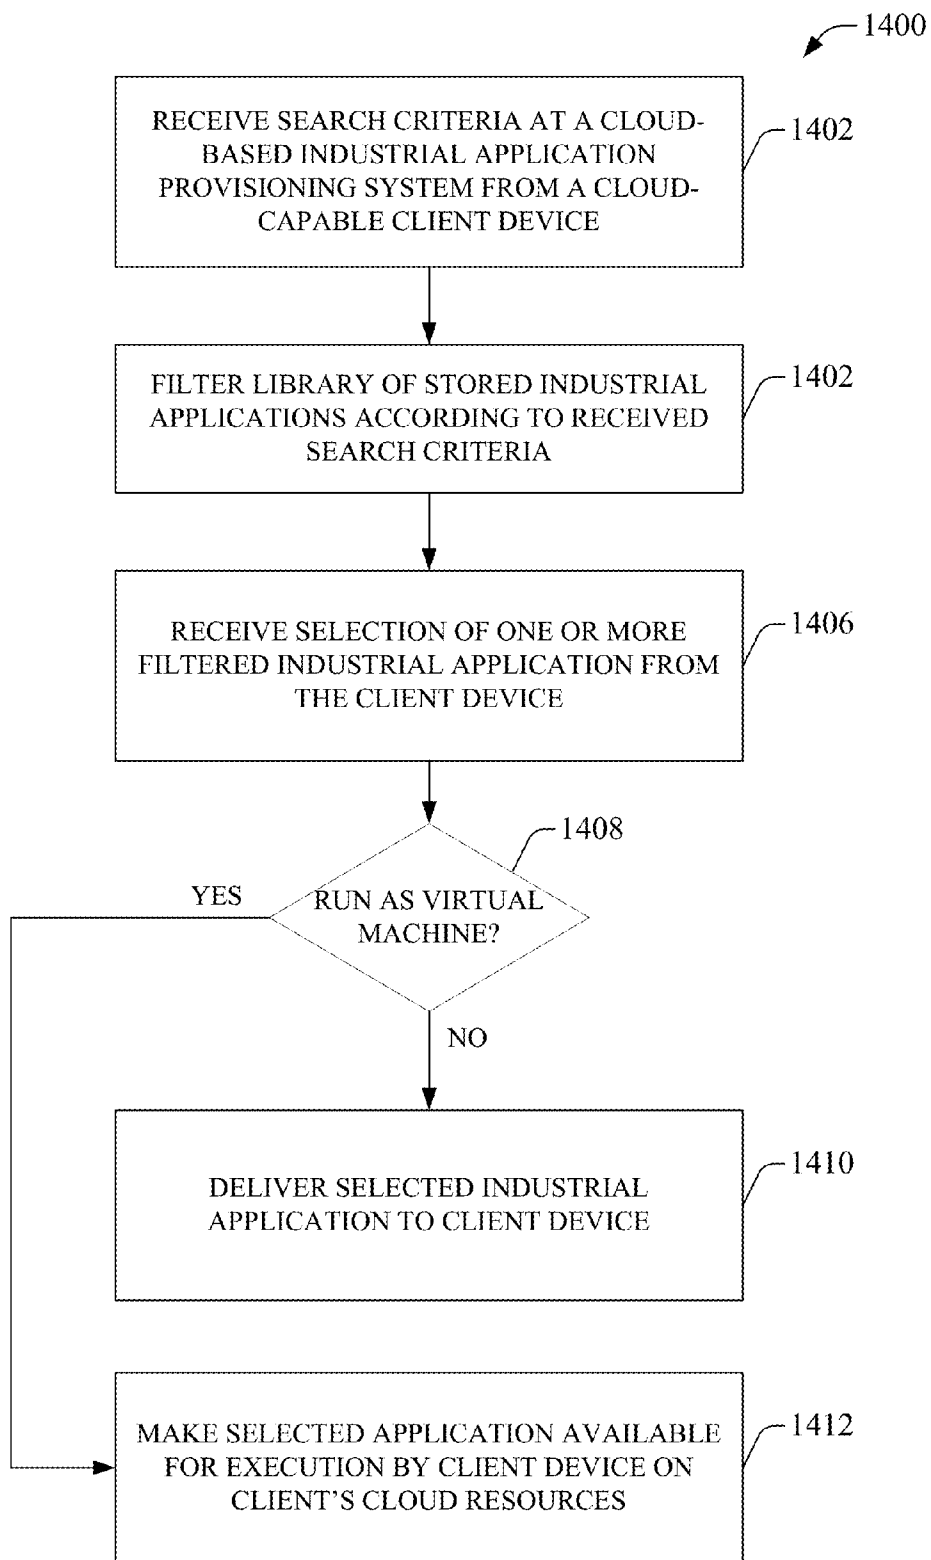 1400
RECEIVE SEARCH CRITERIA AT A CLOUD-
BASED INDUSTRIAL APPLICATION
PROVISIONING SYSTEM FROM A CLOUD-
CAPABLE CLIENT DEVICE
1402
FILTER LIBRARY OF STORED INDUSTRIAL
APPLICATIONS ACCORDING TO RECEIVED
SEARCH CRITERIA
1402
RECEIVE SELECTION OF ONE OR MORE
FILTERED INDUSTRIAL APPLICATION FROM
THE CLIENT DEVICE
1406
1408
YES
RUN AS VIRTUAL
MACHINE?
NO
DELIVER SELECTED INDUSTRIAL
APPLICATION TO CLIENT DEVICE
1410
MAKE SELECTED APPLICATION AVAILABLE
FOR EXECUTION BY CLIENT DEVICE ON
CLIENT'S CLOUD RESOURCES
1412